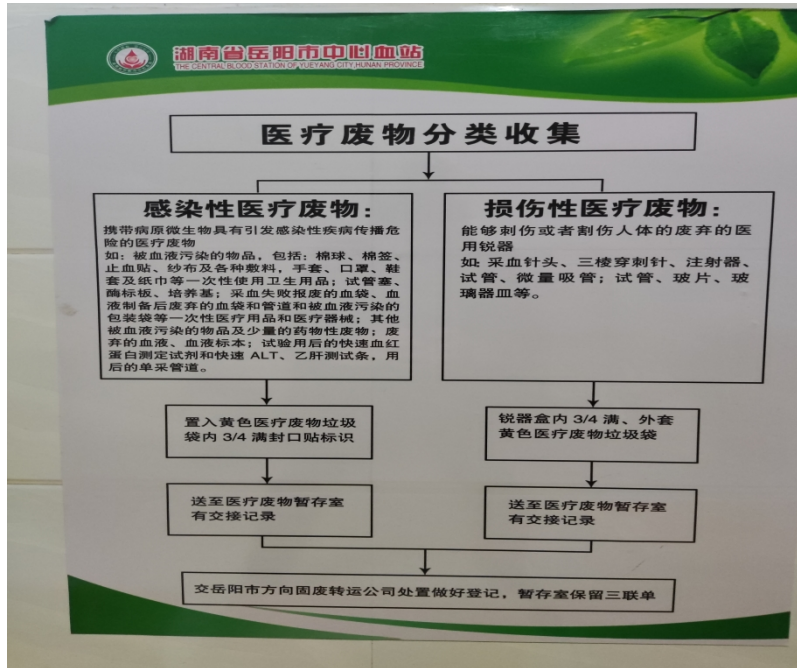 湖南省岳阳市中心血站
THE CENTRAL BLOOD STATION OF YUEYANG CITY,HUNAN PROVINCE
医疗废物分类收集
感染性医疗废物：
携带病原微生物具有引发感染性疾病传播危
险的医疗废物
如：被血液污染的物品，包括：棉球、棉签、
止血贴、纱布及各种敷料，手套、口罩、鞋
套及纸巾等一次性使用卫生用品；试管塞、
酶标板、培养基；采血失败报废的血袋、血
液制备后废弃的血袋和管道和被血液污染的
包装袋等一次性医疗用品和医疗器械；其他
被血液污染的物品及少量的药物性废物；废
弃的血液、血液标本；试验用后的快速血红
蛋白测定试剂和快速 ALT、乙肝测试条，用
后的单采管道。
损伤性医疗废物：
能够刺伤或者割伤人体的废弃的医
用锐器
如:采血针头、三棱穿刺针、注射器、
试管、微量吸管；试管、玻片、玻
璃器皿等。
置入黄色医疗废物垃圾
袋内 3/4 满封口贴标识
锐器盒内 3/4 满、外套
黄色医疗废物垃圾袋
送至医疗废物暂存室
有交接记录
送至医疗废物暂存室
有交接记录
交岳阳市方向固废转运公司处置做好登记，暂存室保留三联单